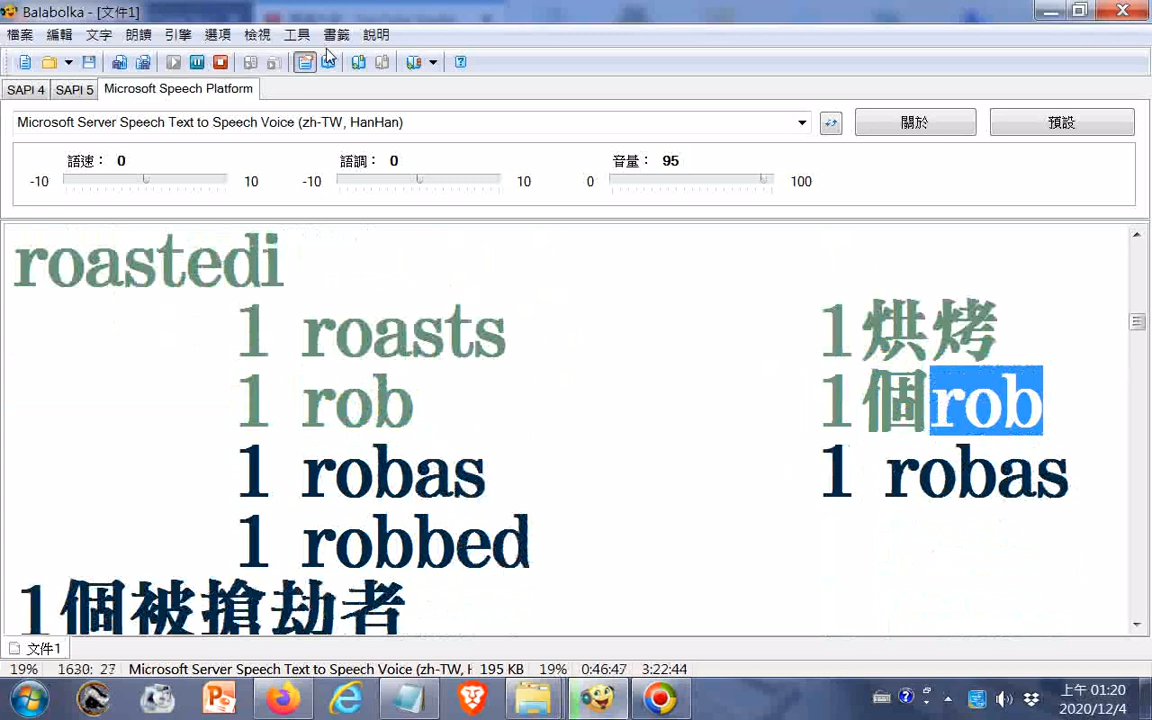 Balabolka - [文件1]
檔案 編輯 文字 朗讀 引擎 選項 檢視 工具 書籤 說明
SAPI 4 SAPI 5 Microsoft Speech Platform
Microsoft Server Speech Text to Speech Voice (zh-TW, HanHan) 關於 預設
語速： 0 語調： 0 音量： 95
-10 10 -10 10 0 100
roastedi
1 roasts 1烘烤
1 rob 1個rob
1 robas 1 robas
1 robbed
1個被搶劫者
文件1
19% 1630: 27 Microsoft Server Speech Text to Speech Voice (zh-TW, H 195 KB 19% 0:46:47 3:22:44
上午 01:20
2020/12/4